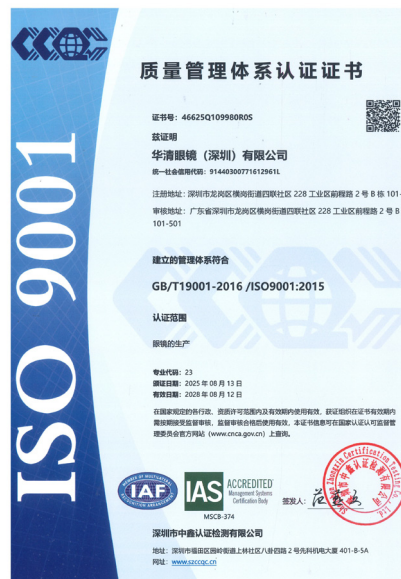 CCQC
质量管理体系认证证书
证书号：46625Q109980R0S
兹证明
华清眼镜（深圳）有限公司
统一社会信用代码：91440300771612961L
注册地址：深圳市龙岗区横岗街道四联社区 228 工业区前程路 2 号 B 栋 101-
审核地址：广东省深圳市龙岗区横岗街道四联社区 228 工业区前程路 2 号 B
101-501
建立的管理体系符合
GB/T19001-2016 /ISO9001:2015
认证范围
眼镜的生产
专业代码：23
颁证日期：2025 年 08 月 13 日
有效日期：2028 年 08 月 12 日
在国家规定的各行政、资质许可范围内及有效期内使用有效，获证组织在证书有效期内
需按期接受监督审核，监督审核合格后使用有效，本证书信息可在国家认证认可监督管
理委员会官方网站（www.cnca.gov.cn）上查询。
ISO 9001
MEMBER OF MULTILATERAL
IAF
RECOGNITION ARRANGEMENT
IAS
ACCREDITED
Management Systems
Certification Body
MSCB-374
签发人：
深圳市中鑫认证检测有限公司
地址：深圳市福田区园岭街道上林社区八卦四路 2 号先科机电大厦 401-8-5A
网址：www.szccqc.cn